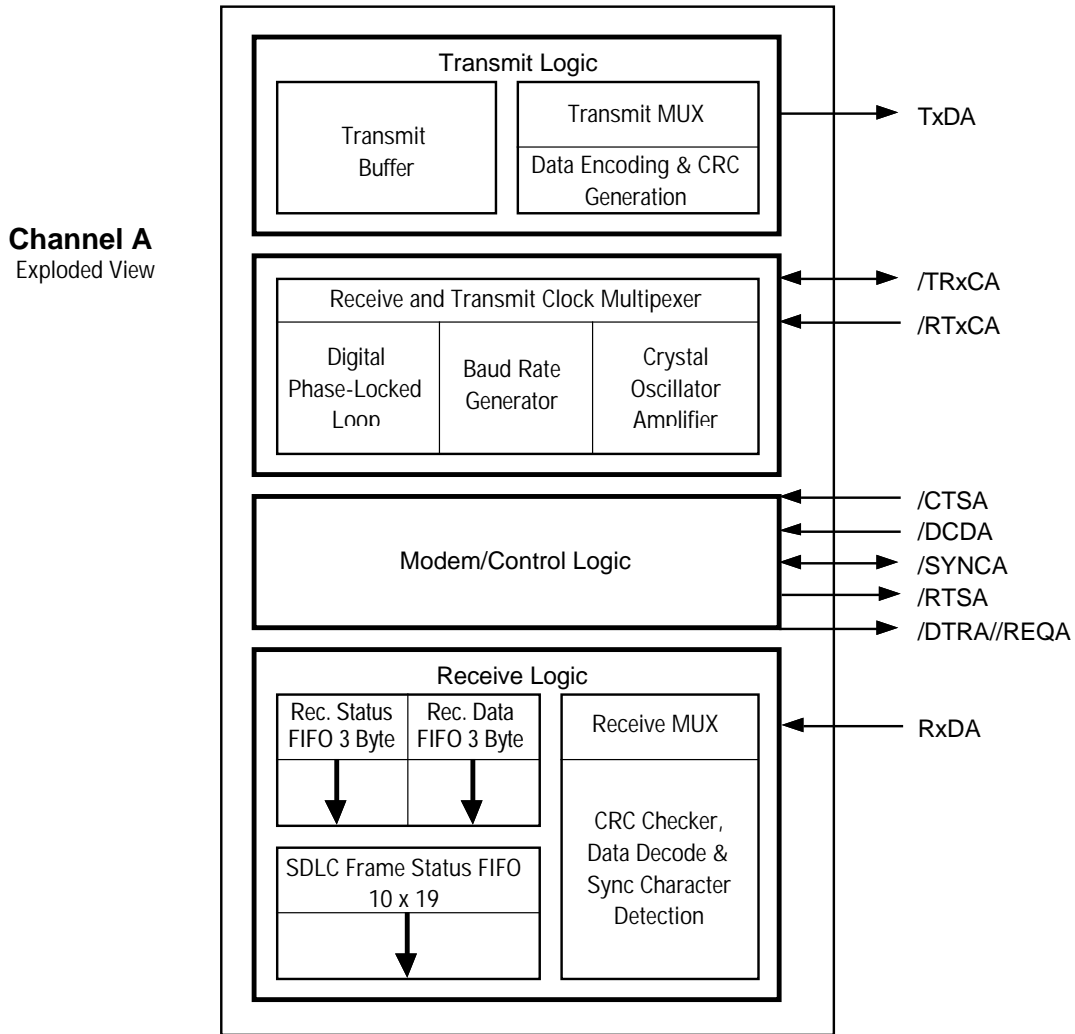 Transmit Logic
Transmit
Buffer
Transmit MUX
Data Encoding & CRC
Generation
TxDA
Channel A
Exploded View
Receive and Transmit Clock Multipexer
Digital
Phase-Locked
Loop
Baud Rate
Generator
Crystal
Oscillator
Amplifier
/TRxCA
/RTxCA
Modem/Control Logic
/CTSA
/DCDA
/SYNCA
/RTSA
/DTRA//REQA
Receive Logic
Rec. Status
FIFO 3 Byte
Rec. Data
FIFO 3 Byte
SDLC Frame Status FIFO
10 x 19
Receive MUX
CRC Checker,
Data Decode &
Sync Character
Detection
RxDA